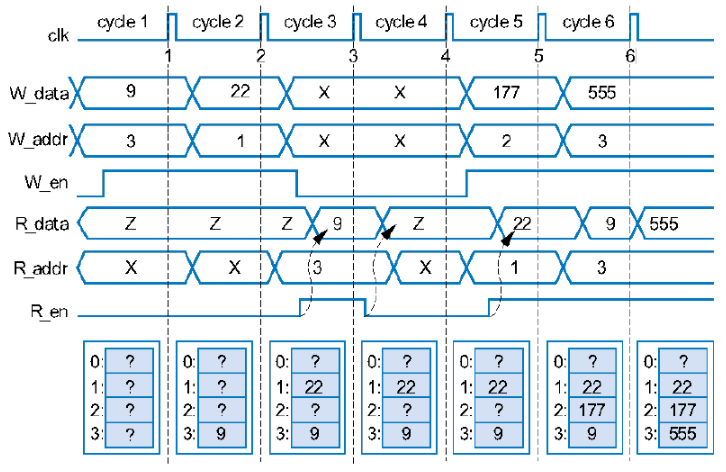 clk cycle 1 cycle 2 cycle 3 cycle 4 cycle 5 cycle 6
1 2 3 4 5 6
W_data 9 22 X X 177 555
W_addr 3 1 X X 2 3
W_en
R_data Z Z Z 9 Z 22 9 555
R_addr X X 3 X 1 3
R_en
0: ? 0: ? 0: ? 0: ? 0: ? 0: ? 0: ?
1: ? 1: ? 1: 22 1: 22 1: 22 1: 22 1: 22
2: ? 2: ? 2: ? 2: ? 2: ? 2: 177 2: 177
3: ? 3: 9 3: 9 3: 9 3: 9 3: 9 3: 555